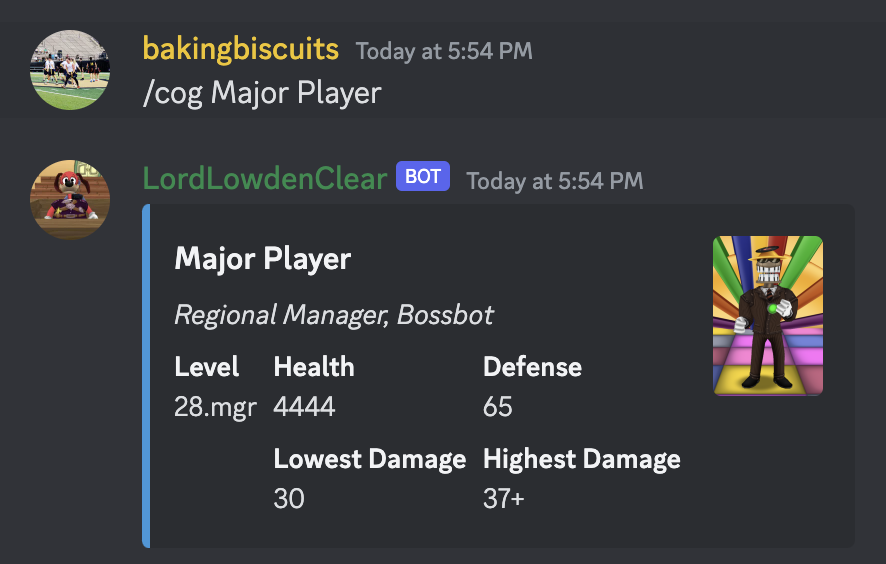 bakingbiscuits Today at 5:54 PM
/cog Major Player
LordLowdenClear BOT Today at 5:54 PM
Major Player
Regional Manager, Bossbot
Level Health Defense
28.mgr 4444 65
Lowest Damage Highest Damage
30 37+